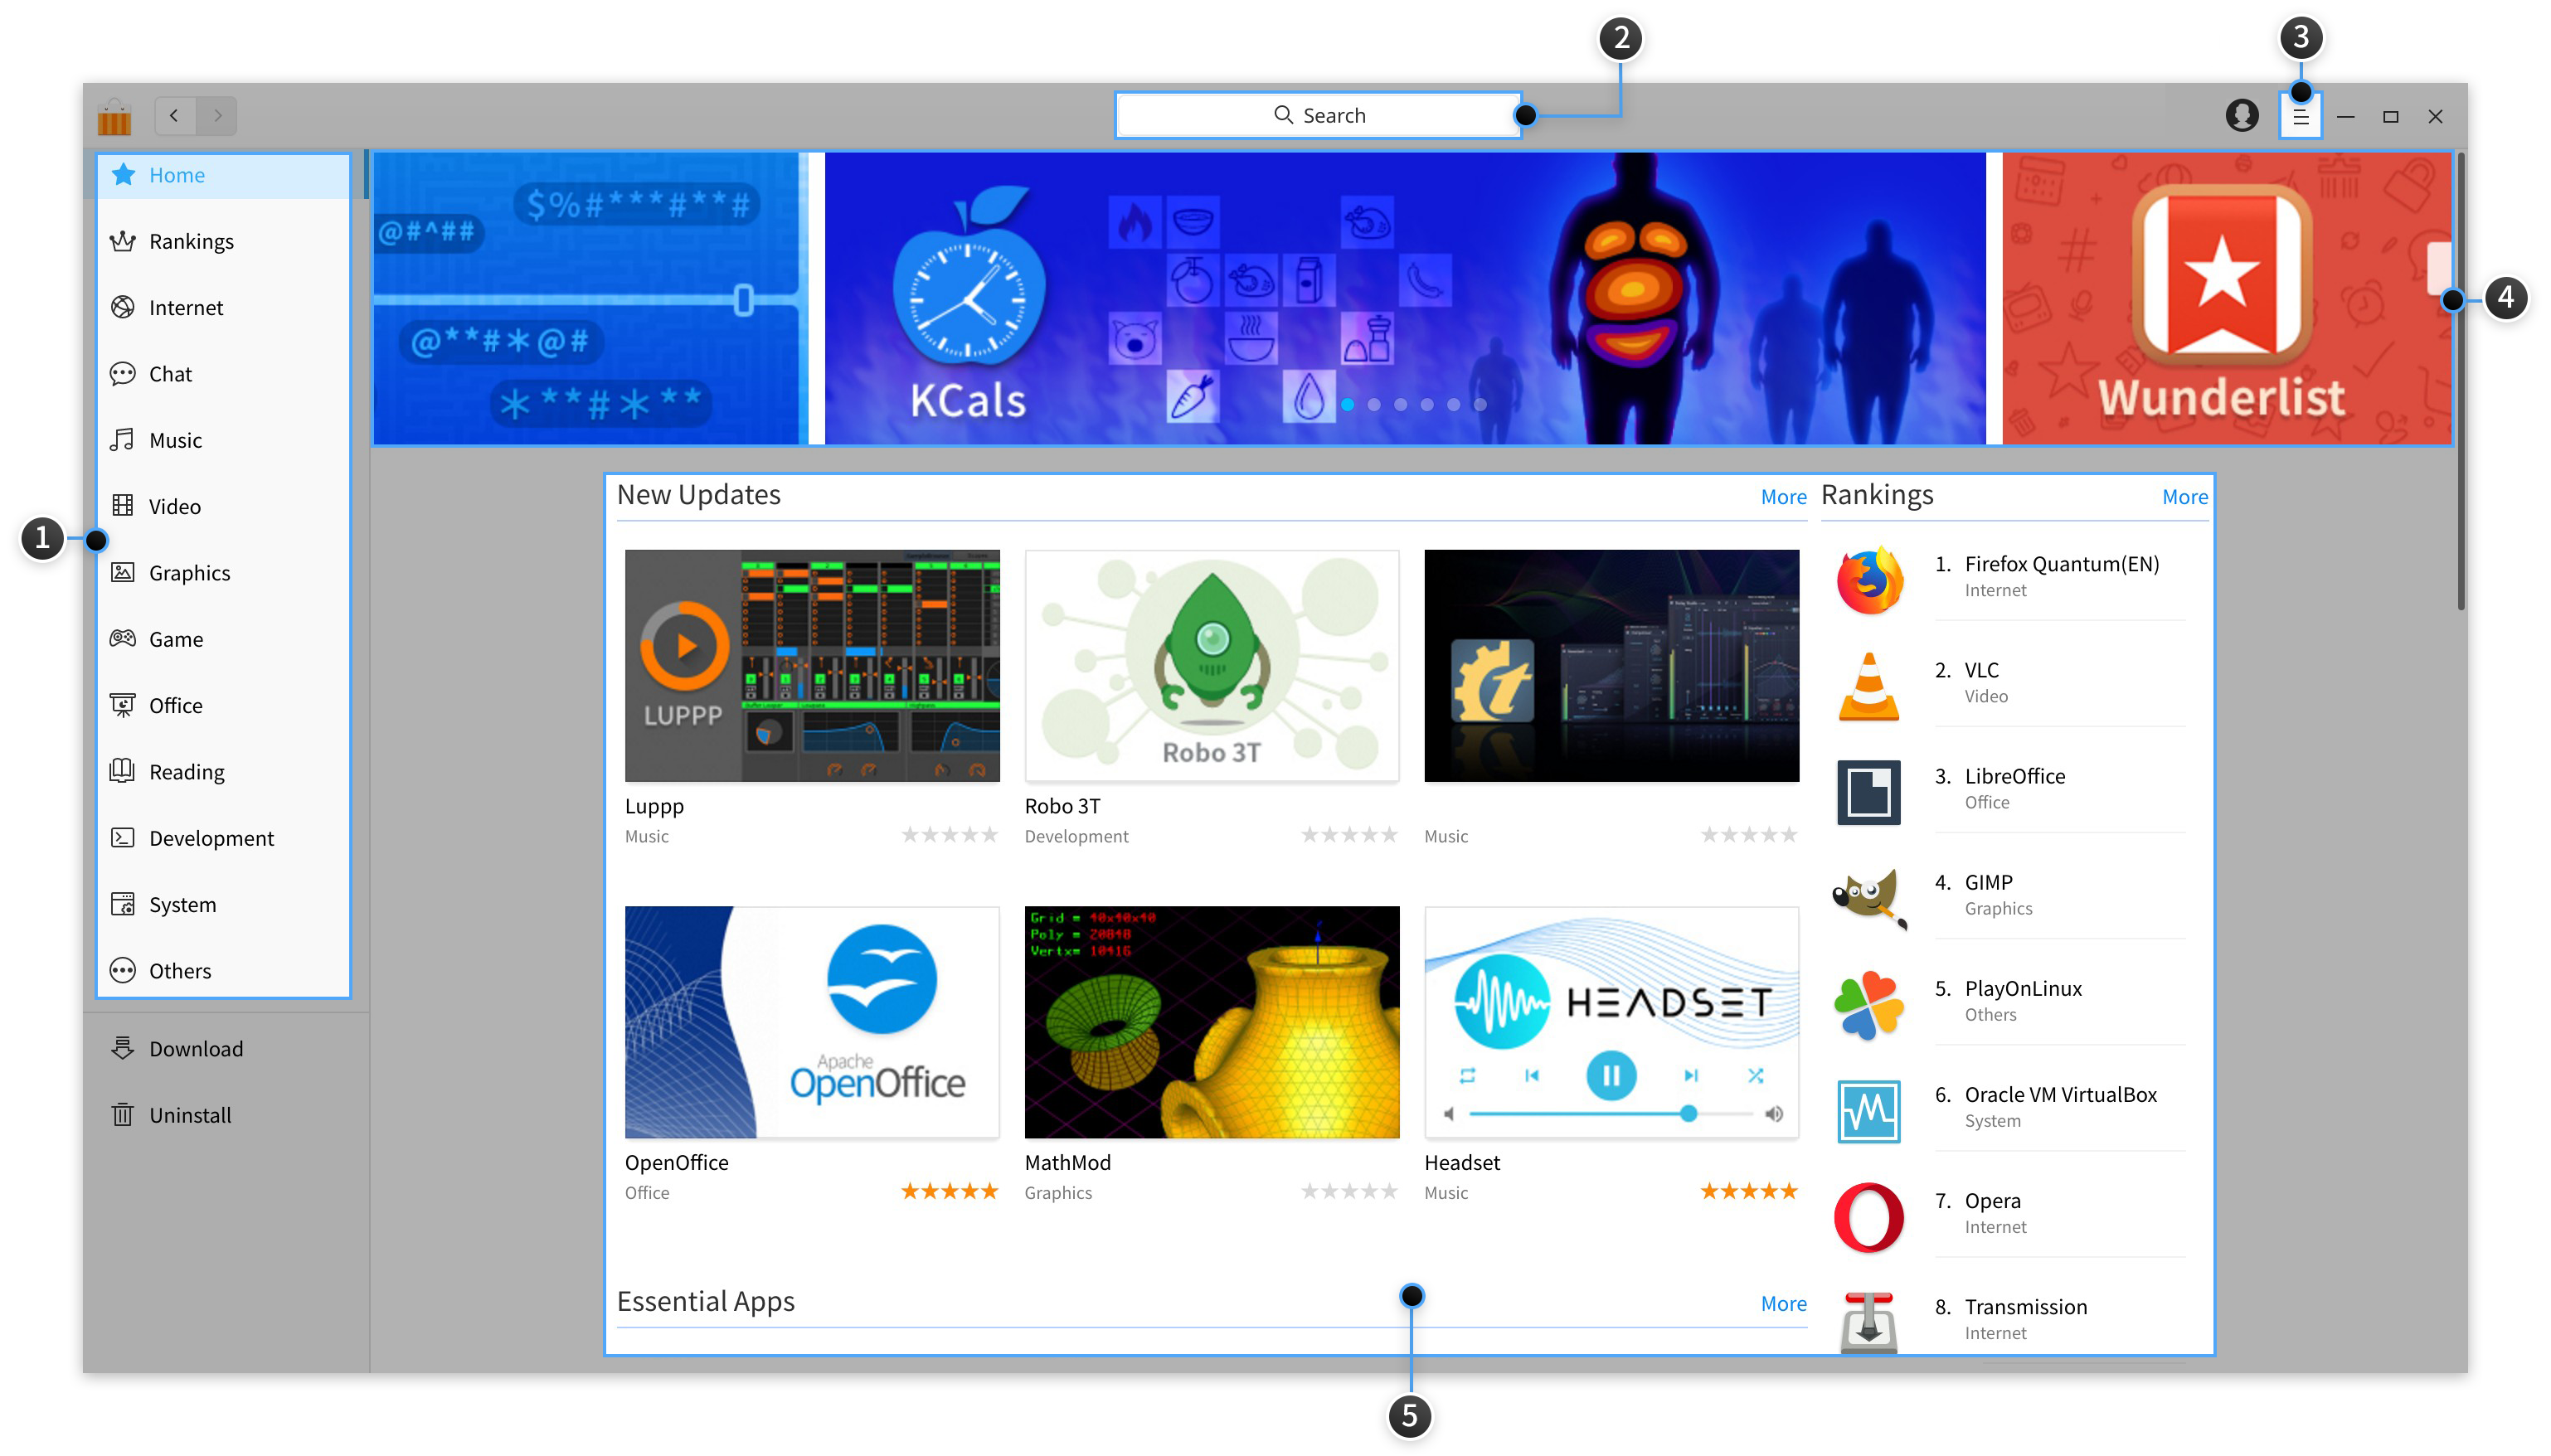 2
3
Search
Home
Rankings
Internet
Chat
Music
Video
Graphics
Game
Office
Reading
Development
System
Others
Download
Uninstall
1
$%#***#**#
@#^##
@**#*@#
***#***
KCals
Wunderlist
4
New Updates
More
LUPPP
Luppp
Music
Robo 3T
Robo 3T
Development
Music
Apache
OpenOffice
OpenOffice
Office
Grid = 40x40x40
Poly = 20848
Vertx= 10416
MathMod
Graphics
HEADSET
Headset
Music
Essential Apps
More
Rankings
More
1. Firefox Quantum(EN)
Internet
2. VLC
Video
3. LibreOffice
Office
4. GIMP
Graphics
5. PlayOnLinux
Others
6. Oracle VM VirtualBox
System
7. Opera
Internet
8. Transmission
Internet
5